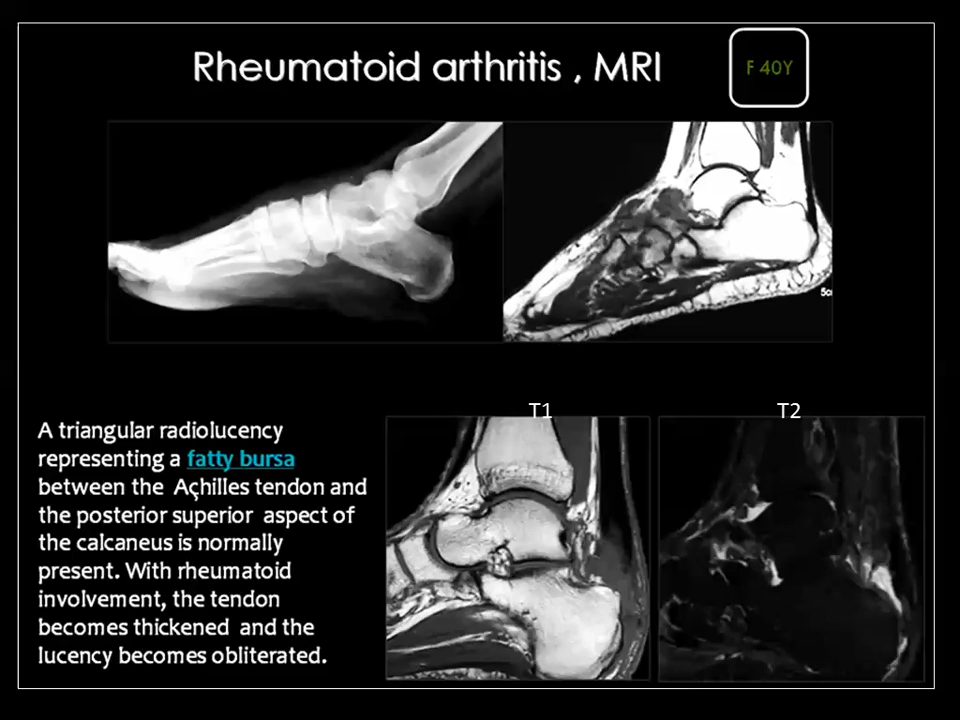 Rheumatoid arthritis , MRI
F 40Y
5c
T1
T2
A triangular radiolucency
representing a fatty bursa
between the Açhilles tendon and
the posterior superior aspect of
the calcaneus is normally
present. With rheumatoid
involvement, the tendon
becomes thickened and the
lucency becomes obliterated.